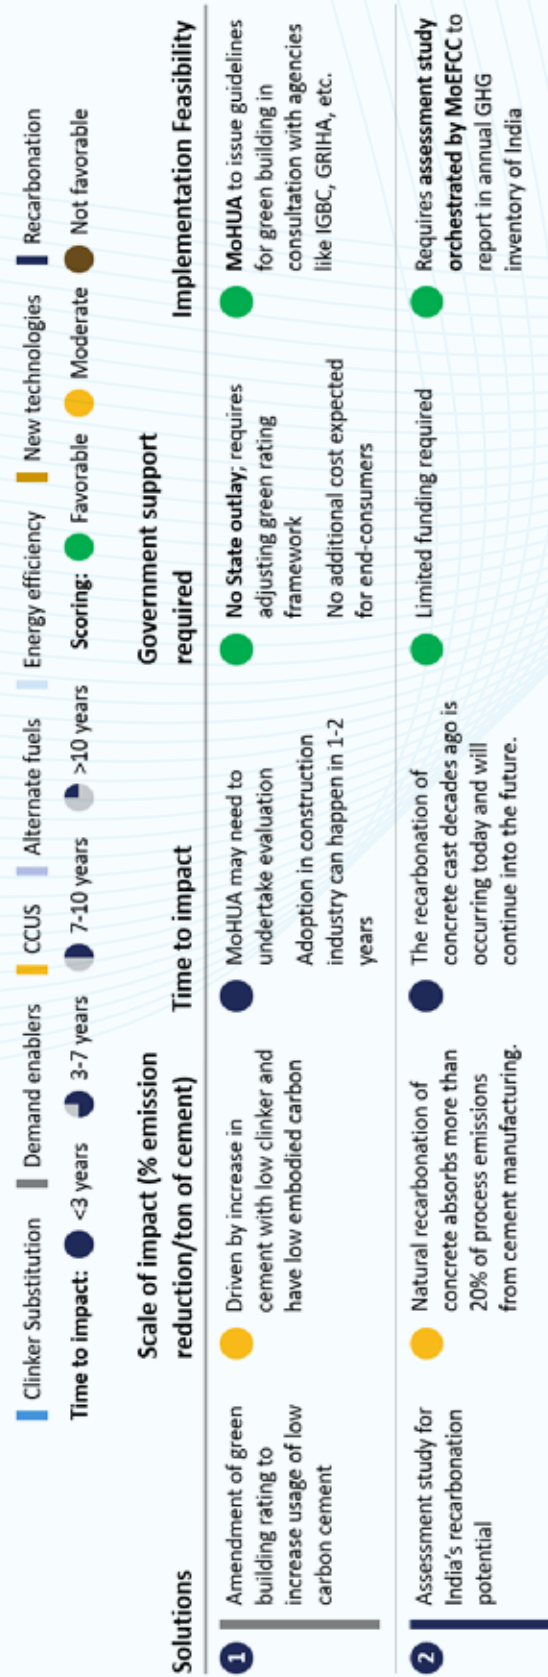 Clinker Substitution Demand enablers CCUS Alternate fuels Energy efficiency New technologies Recarbonation
Time to impact: <3 years 3-7 years 7-10 years >10 years Scoring: Favorable Moderate Not favorable
Solutions
Scale of impact (% emission
reduction/ton of cement)
Time to impact
Government support
required
Implementation Feasibility
1
Amendment of green
building rating to
increase usage of low
carbon cement
Driven by increase in
cement with low clinker and
have low embodied carbon
MoHUA may need to
undertake evaluation
Adoption in construction
industry can happen in 1-2
years
No State outlay; requires
adjusting green rating
framework
No additional cost expected
for end-consumers
MoHUA to issue guidelines
for green building in
consultation with agencies
like IGBC, GRIHA, etc.
2
Assessment study for
India's recarbonation
potential
Natural recarbonation of
concrete absorbs more than
20% of process emissions
from cement manufacturing.
The recarbonation of
concrete cast decades ago is
occurring today and will
continue into the future.
Limited funding required
Requires assessment study
orchestrated by MoEFCC to
report in annual GHG
inventory of India